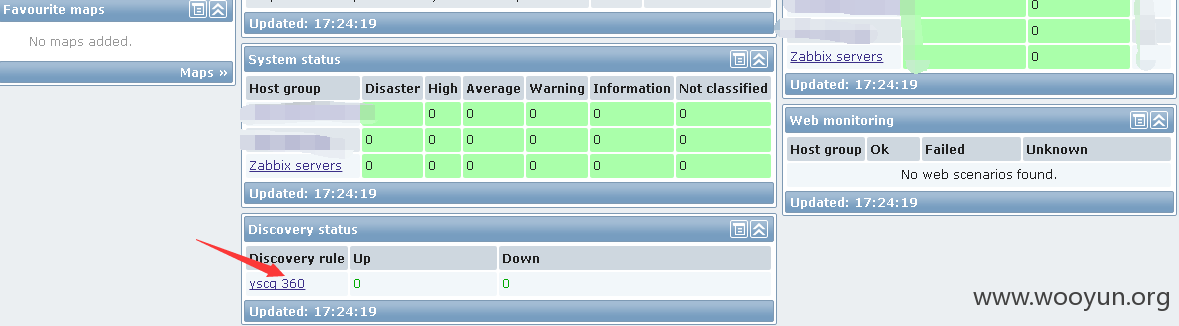 Favourite maps
No maps added.
Maps »
Updated: 17:24:19
System status
Host group Disaster High Average Warning Information Not classified
0 0 0 0 0
0 0 0 0 0 0
Zabbix servers 0 0 0 0 0 0
Updated: 17:24:19
Discovery status
Discovery rule Up Down
yscq 360 0 0
Updated: 17:24:19
0
0
Zabbix servers 0
Updated: 17:24:19
Web monitoring
Host group Ok Failed Unknown
No web scenarios found.
Updated: 17:24:19
www.wooyun.org